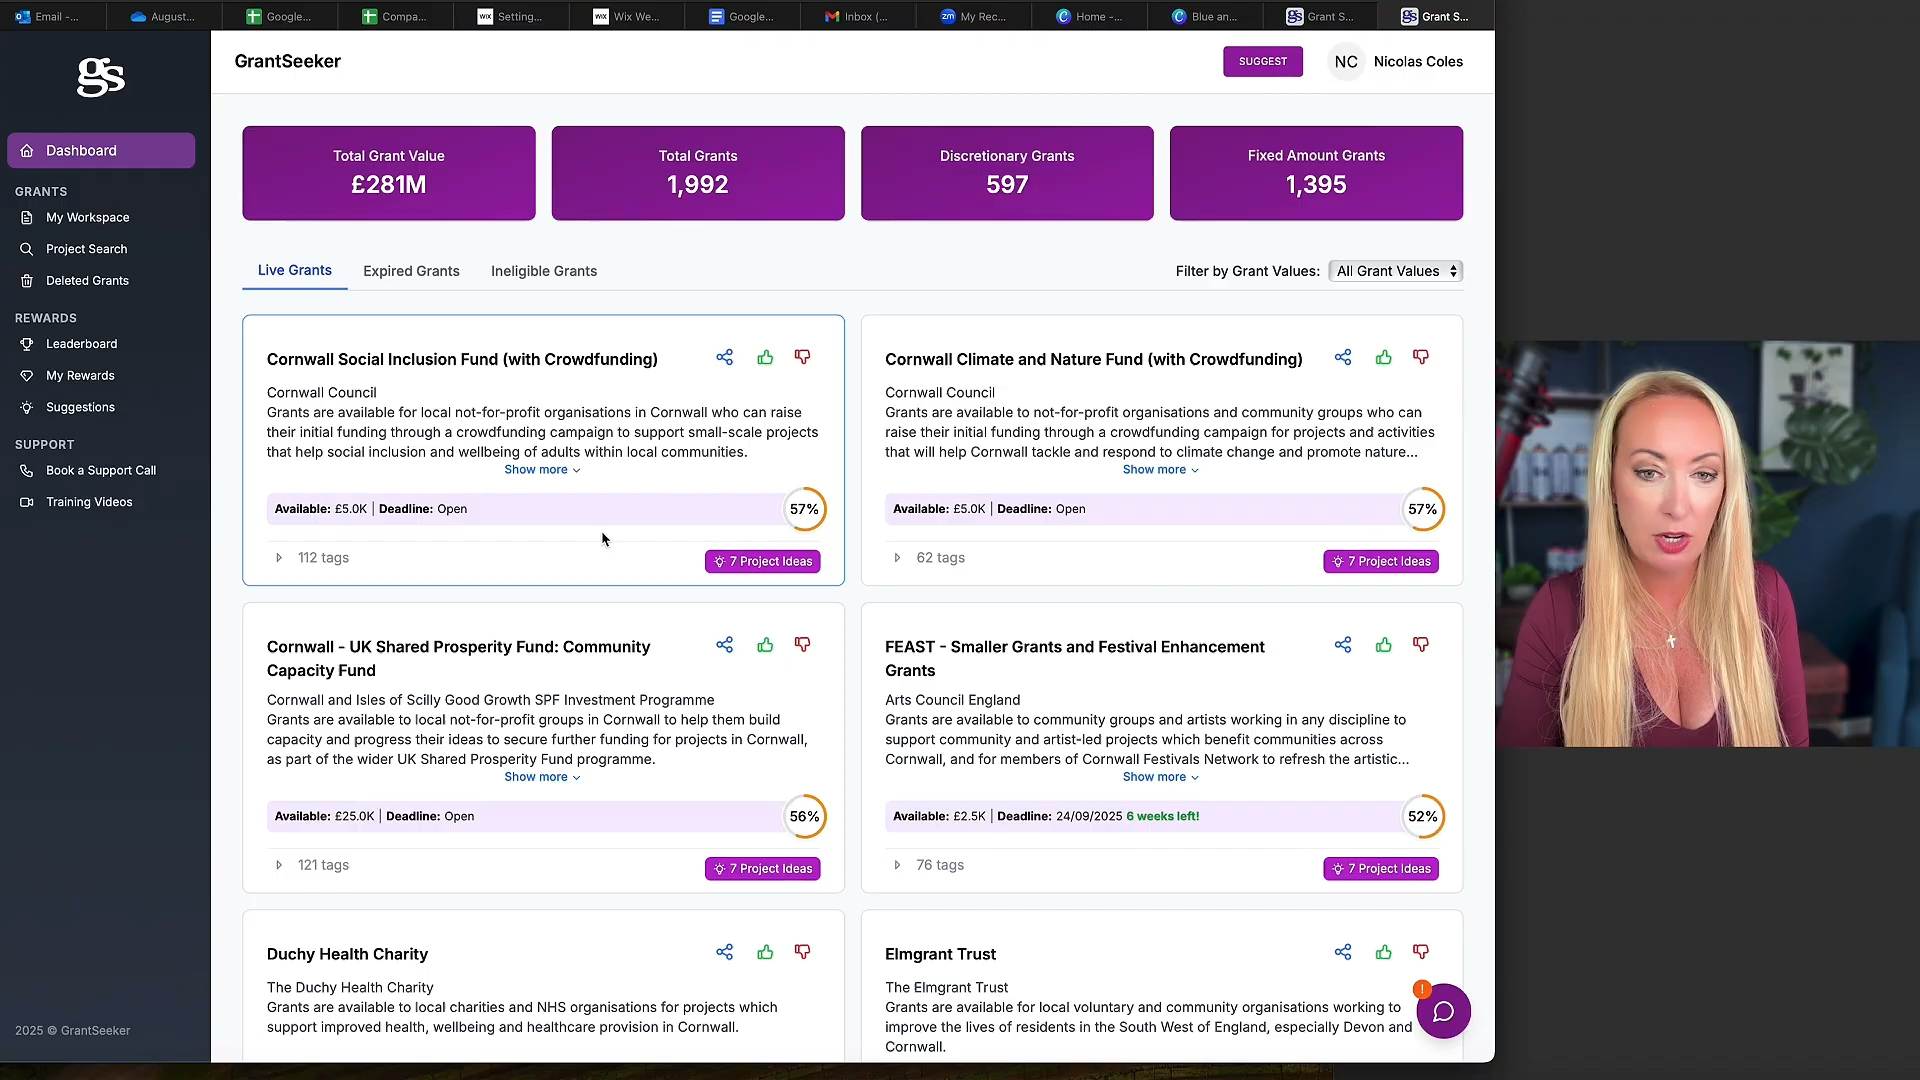 Email -...
August...
Google...
Compa...
WIX Setting...
WIX Wix We...
Google...
Inbox (...
zm My Rec...
Home -...
Blue an...
gs Grant S...
gs Grant S...
gs
GrantSeeker
SUGGEST
NC Nicolas Coles
Dashboard
GRANTS
My Workspace
Project Search
Deleted Grants
REWARDS
Leaderboard
My Rewards
Suggestions
SUPPORT
Book a Support Call
Training Videos
2025 © GrantSeeker
Total Grant Value
£281M
Total Grants
1,992
Discretionary Grants
597
Fixed Amount Grants
1,395
Live Grants
Expired Grants
Ineligible Grants
Filter by Grant Values: All Grant Values
Cornwall Social Inclusion Fund (with Crowdfunding)
Cornwall Council
Grants are available for local not-for-profit organisations in Cornwall who can raise
their initial funding through a crowdfunding campaign to support small-scale projects
that help social inclusion and wellbeing of adults within local communities.
Show more
Available: £5.0K | Deadline: Open
57%
112 tags
7 Project Ideas
Cornwall Climate and Nature Fund (with Crowdfunding)
Cornwall Council
Grants are available to not-for-profit organisations and community groups who can
raise their initial funding through a crowdfunding campaign for projects and activities
that will help Cornwall tackle and respond to climate change and promote nature...
Show more
Available: £5.0K | Deadline: Open
57%
62 tags
7 Project Ideas
Cornwall - UK Shared Prosperity Fund: Community
Capacity Fund
Cornwall and Isles of Scilly Good Growth SPF Investment Programme
Grants are available to local not-for-profit groups in Cornwall to help them build
capacity and progress their ideas to secure further funding for projects in Cornwall,
as part of the wider UK Shared Prosperity Fund programme.
Show more
Available: £25.0K | Deadline: Open
56%
121 tags
7 Project Ideas
FEAST - Smaller Grants and Festival Enhancement
Grants
Arts Council England
Grants are available to community groups and artists working in any discipline to
support community and artist-led projects which benefit communities across
Cornwall, and for members of Cornwall Festivals Network to refresh the artistic...
Show more
Available: £2.5K | Deadline: 24/09/2025 6 weeks left!
52%
76 tags
7 Project Ideas
Duchy Health Charity
The Duchy Health Charity
Grants are available to local charities and NHS organisations for projects which
support improved health, wellbeing and healthcare provision in Cornwall.
Elmgrant Trust
The Elmgrant Trust
Grants are available for local voluntary and community organisations working to
improve the lives of residents in the South West of England, especially Devon and
Cornwall.
!